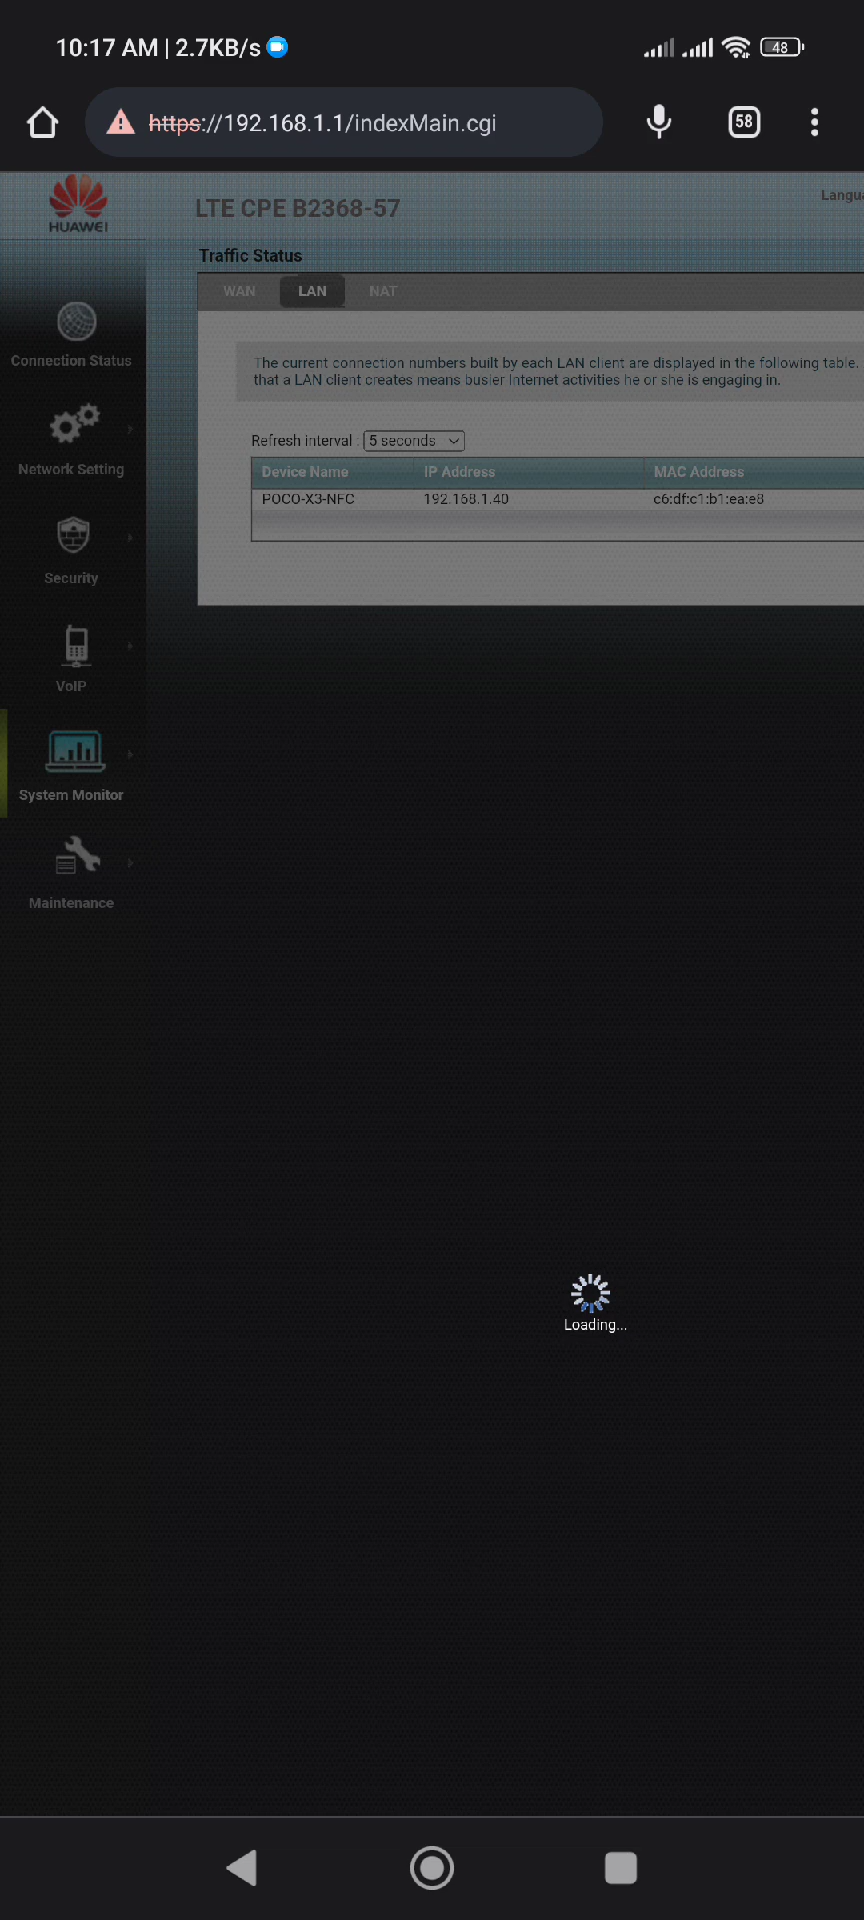 10:17 AM | 2.7KB/s
48
https://192.168.1.1/indexMain.cgi
58
HUAWEI
LTE CPE B2368-57
Langua
Traffic Status
WAN LAN NAT
The current connection numbers built by each LAN client are displayed in the following table.
that a LAN client creates means busier Internet activities he or she is engaging in.
Refresh interval : 5 seconds
Device Name IP Address MAC Address
POCO-X3-NFC 192.168.1.40 c6:df:c1:b1:ea:e8
Connection Status
Network Setting
Security
VoIP
System Monitor
Maintenance
Loading...